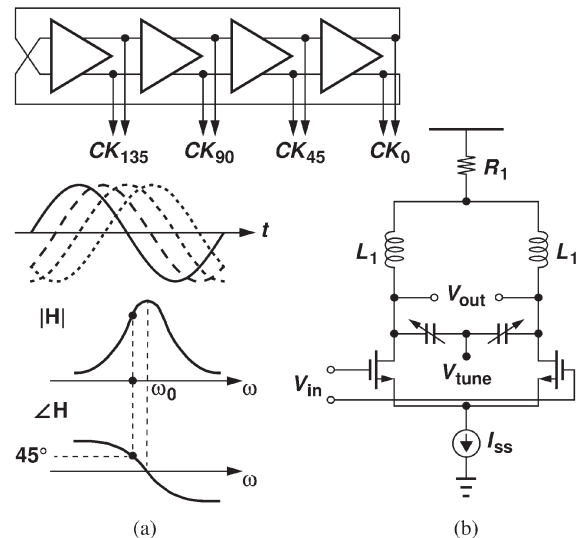 CK135 CK90 CK45 CK0
t
R1
L1 L1
Vout
|H|
ω0 ω
Vtune
Vin
∠H
45°
ω
Iss
(a) (b)